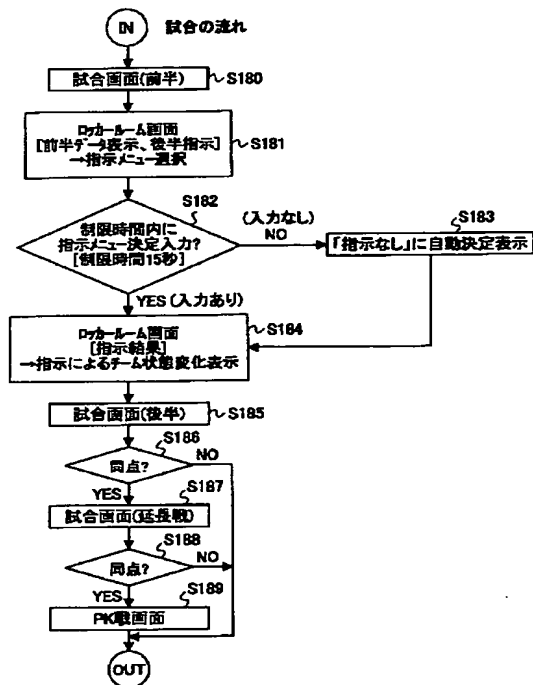 IN
試合の流れ
試合画面(前半)
S180
ロッカールーム画面
[前半データ表示、後半指示]
→指示メニュー選択
S181
S182
制限時間内に
指示メニュー決定入力?
[制限時間15秒]
(入力なし)
NO
S183
「指示なし」に自動決定表示
YES(入力あり)
ロッカールーム画面
[指示結果]
→指示によるチーム状態変化表示
S184
試合画面(後半)
S185
S186
同点?
NO
YES
S187
試合画面(延長戦)
S188
同点?
NO
YES
S189
PK戦画面
OUT